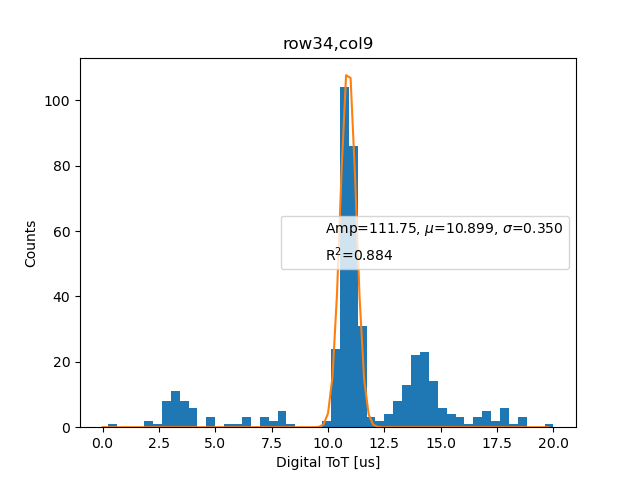 row34,col9
Counts
100
80
60
40
20
0
Amp=111.75, μ=10.899, σ=0.350
R²=0.884
0.0 2.5 5.0 7.5 10.0 12.5 15.0 17.5 20.0
Digital ToT [us]